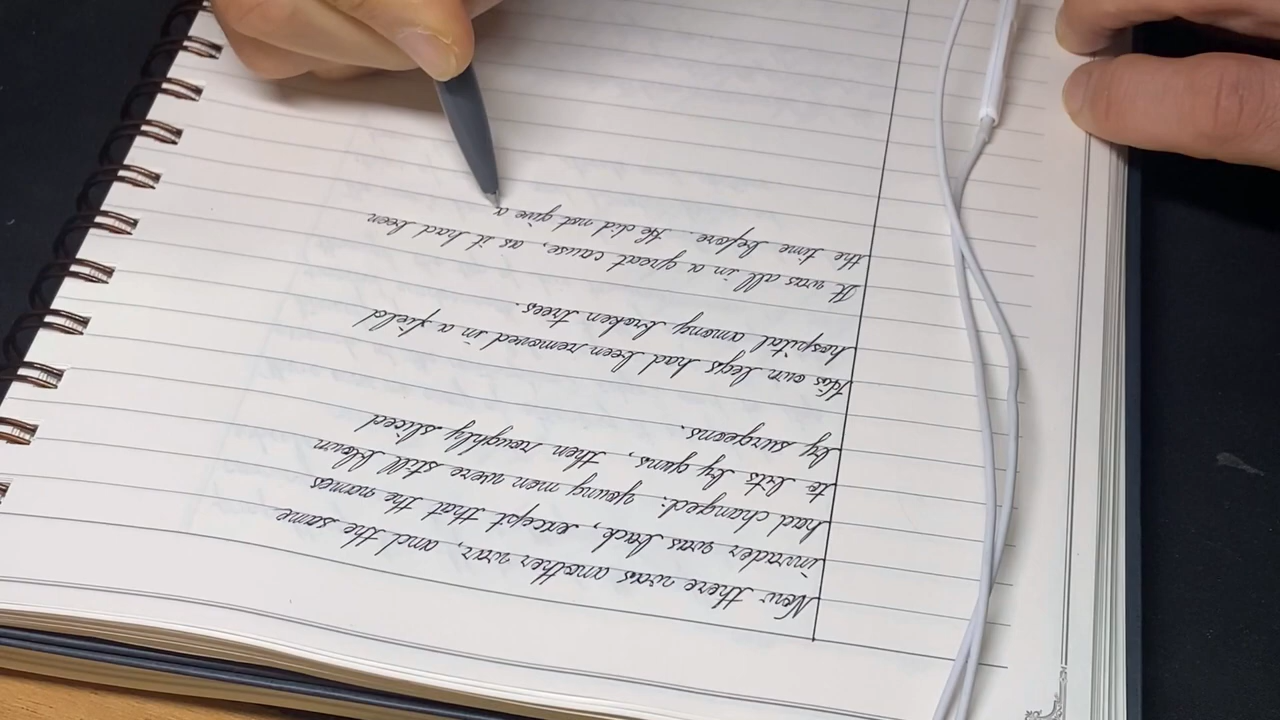 Now there was another war, and the same
invader was back, except that the names
had changed. young men were still blown
to bits by guns, then roughly sliced
by surgeons.
His own legs had been removed in a field
hospital among broken trees.
It was all in a great cause, as it had been
the time before. He did not give a